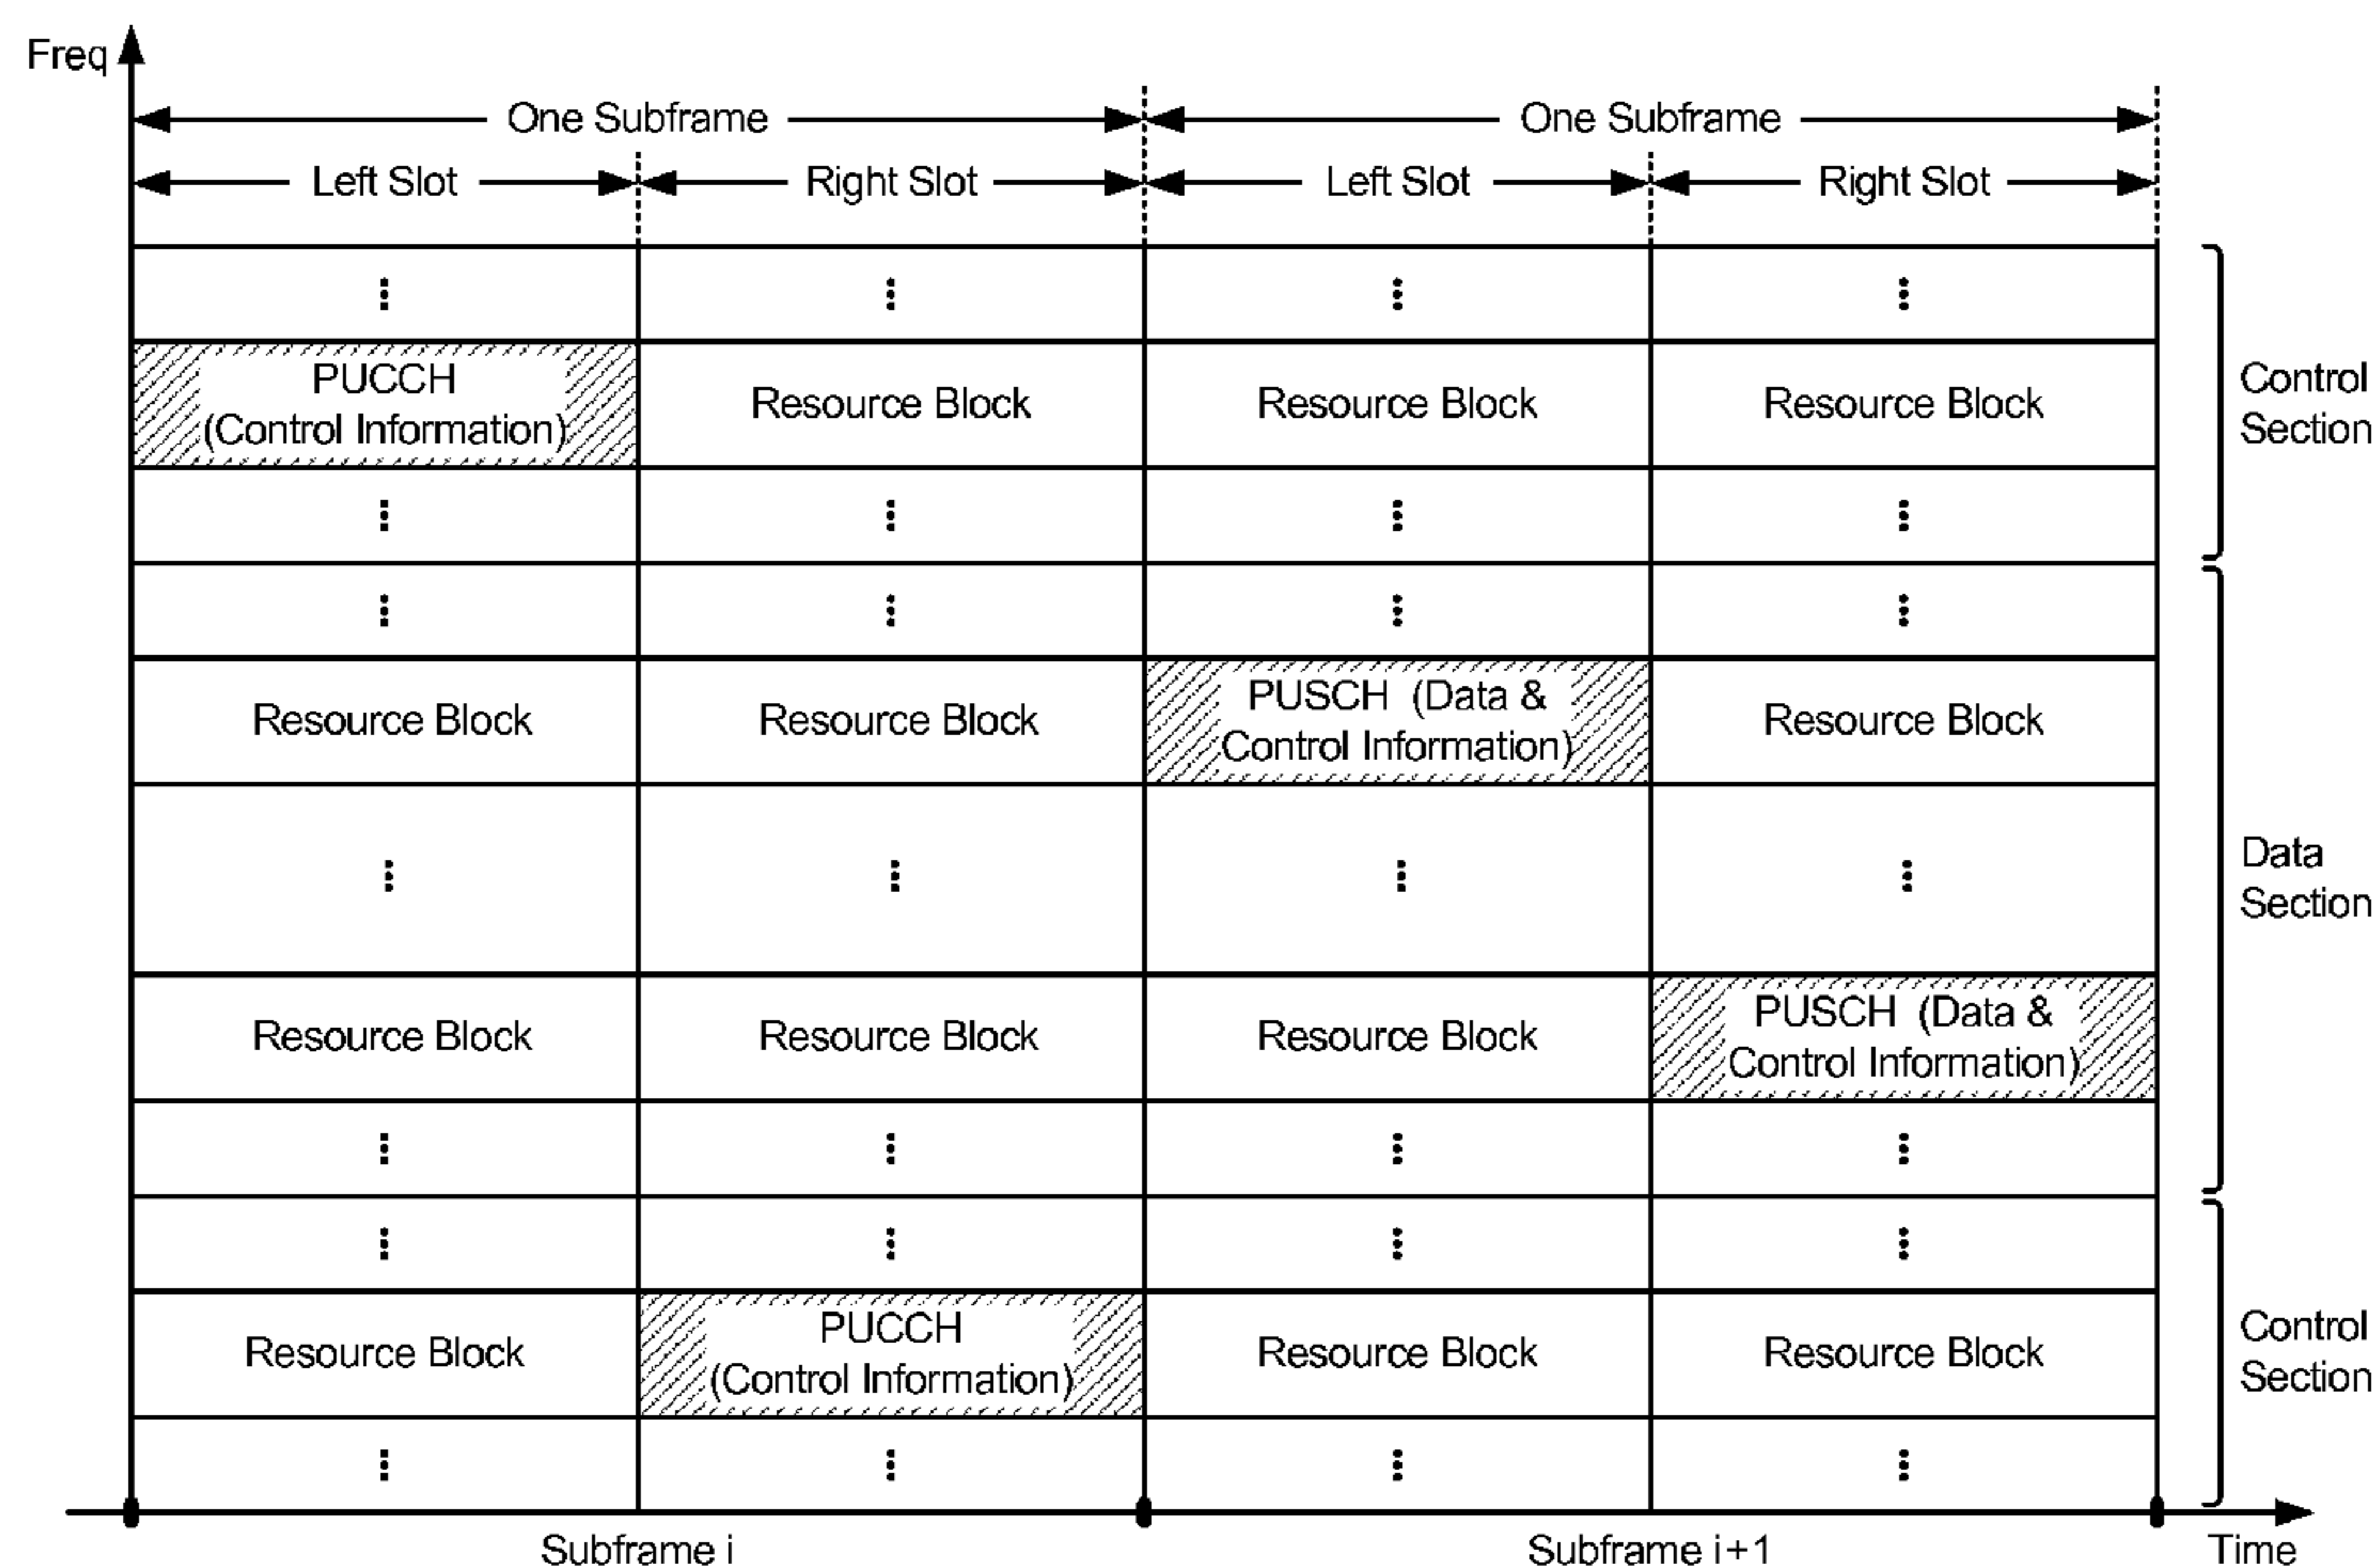 Freq
One Subframe One Subframe
Left Slot Right Slot Left Slot Right Slot
PUCCH
(Control Information) Resource Block Resource Block Resource Block
Control
Section
Resource Block Resource Block PUSCH (Data &
Control Information) Resource Block
Data
Section
Resource Block Resource Block Resource Block PUSCH (Data &
Control Information)
Resource Block PUCCH
(Control Information) Resource Block Resource Block
Control
Section
Subframe i Subframe i+1 Time